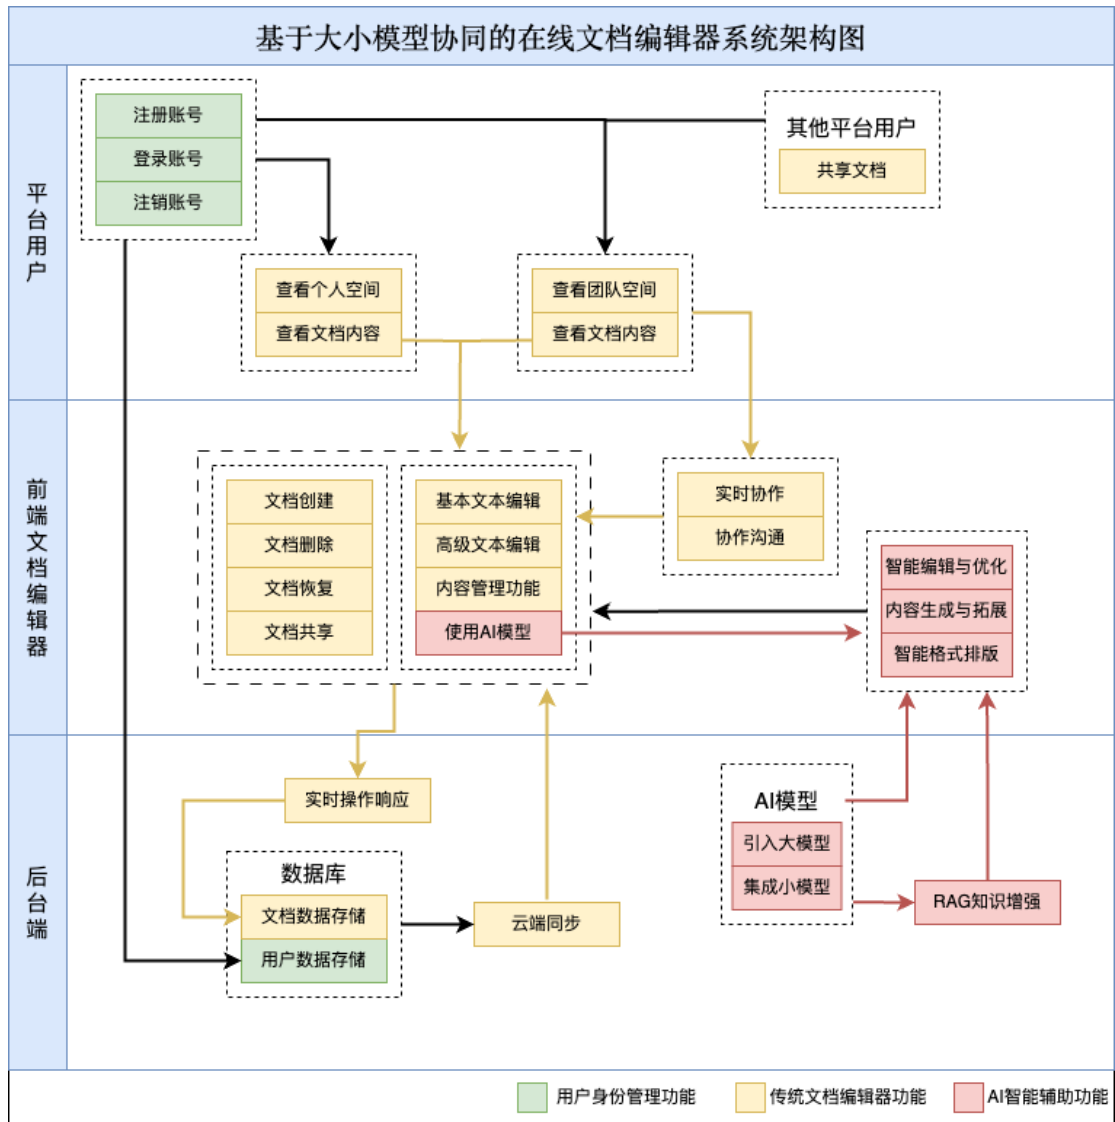 基于大小模型协同的在线文档编辑器系统架构图
平台用户
注册账号
登录账号
注销账号
其他平台用户
共享文档
查看个人空间
查看文档内容
查看团队空间
查看文档内容
前端文档编辑器
文档创建
文档删除
文档恢复
文档共享
基本文本编辑
高级文本编辑
内容管理功能
使用AI模型
实时协作
协作沟通
智能编辑与优化
内容生成与拓展
智能格式排版
后台端
实时操作响应
数据库
文档数据存储
用户数据存储
云端同步
AI模型
引入大模型
集成小模型
RAG知识增强
用户身份管理功能
传统文档编辑器功能
AI智能辅助功能